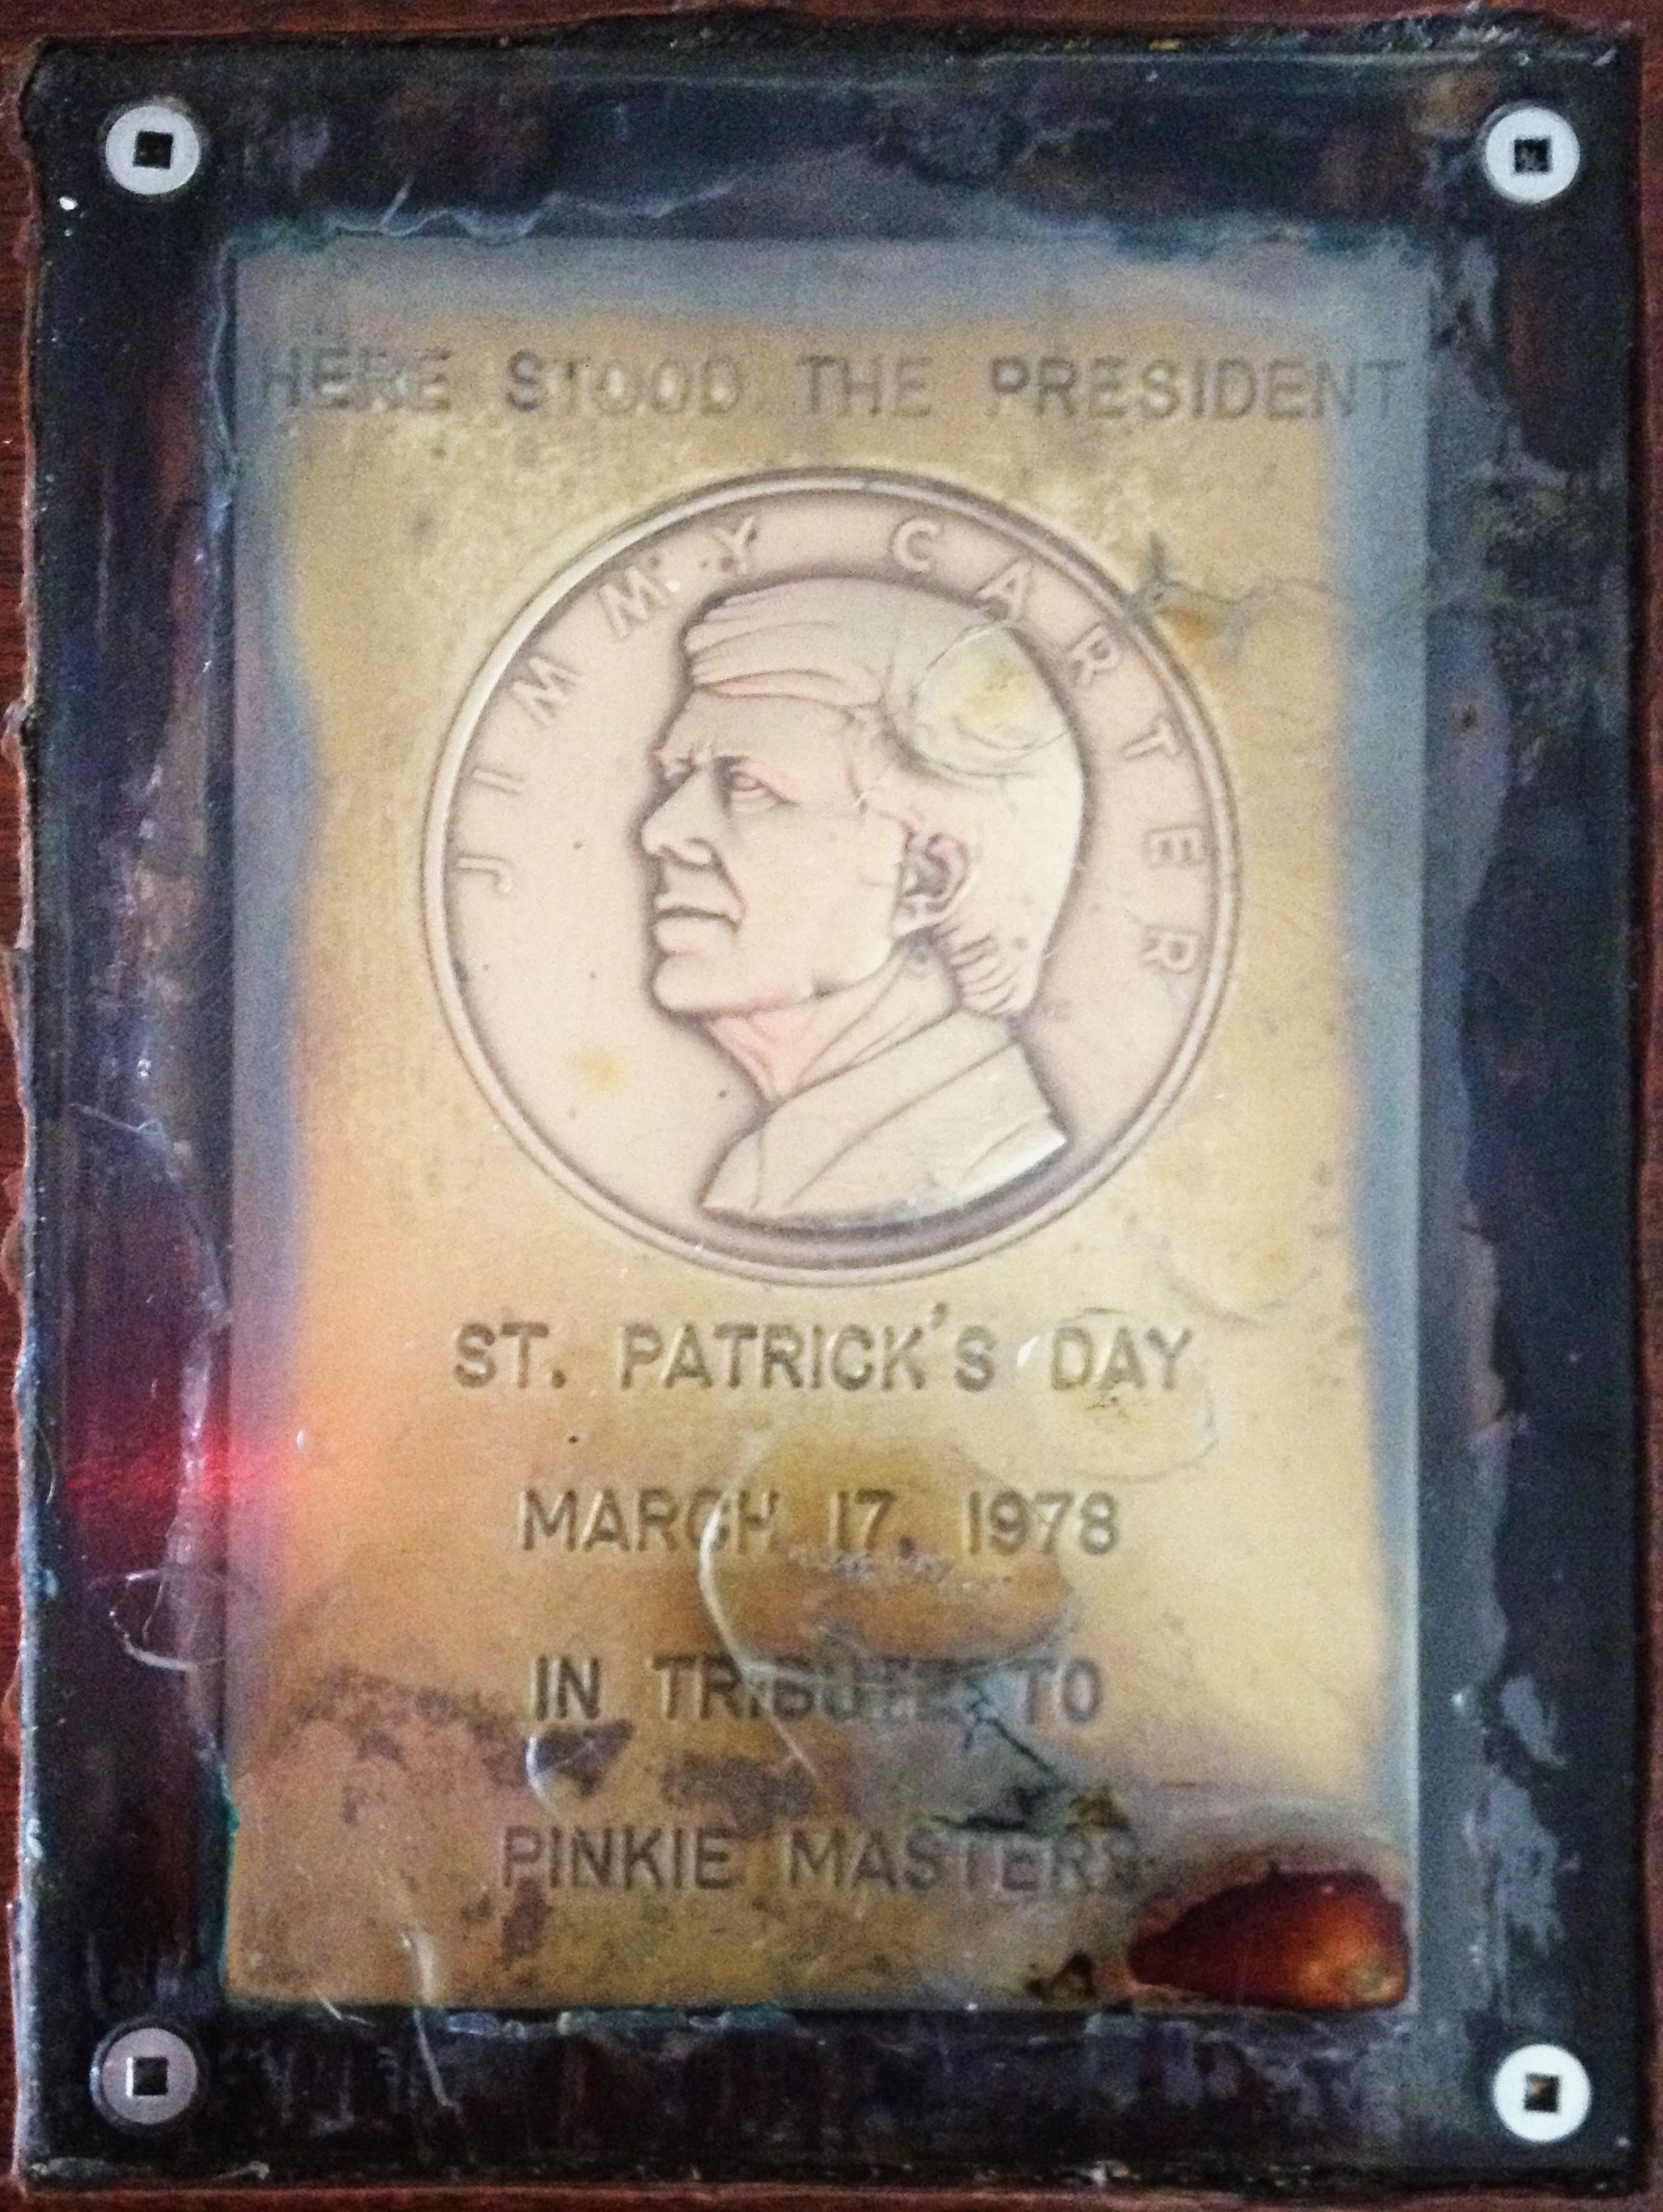 HERE STOOD THE PRESIDENT
JIMMY CARTER
ST. PATRICK'S DAY
MARCH 17, 1978
IN TRIBUTE TO
PINKIE MASTERS